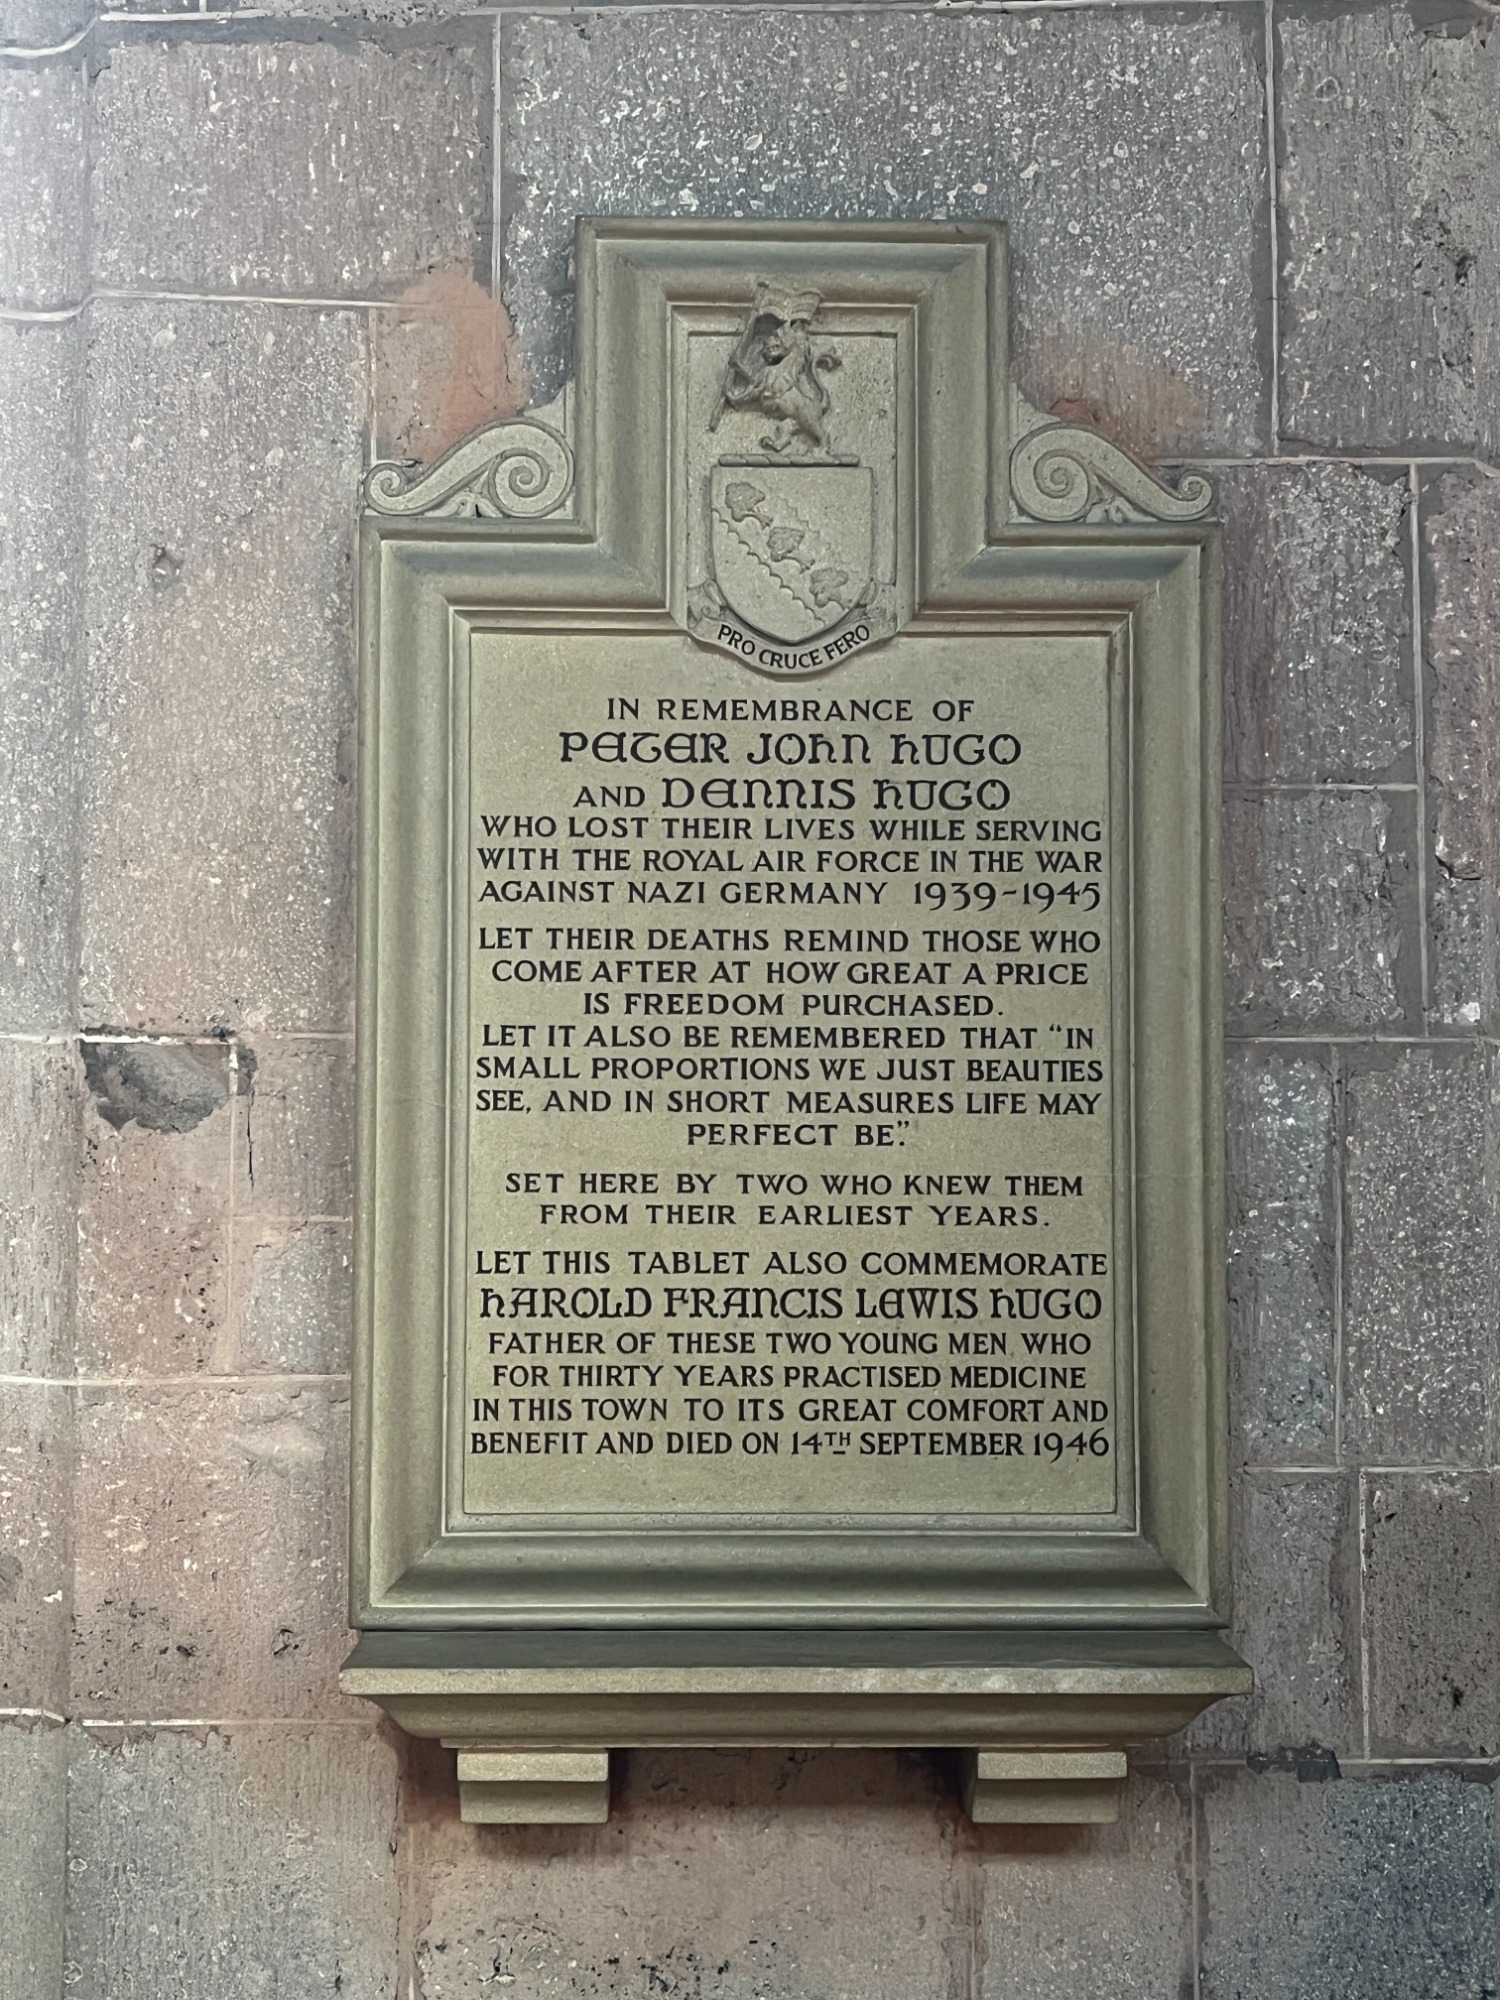 PRO CRUCE FERO
IN REMEMBRANCE OF
PETER JOHN HUGO
AND DENNIS HUGO
WHO LOST THEIR LIVES WHILE SERVING
WITH THE ROYAL AIR FORCE IN THE WAR
AGAINST NAZI GERMANY 1939-1945
LET THEIR DEATHS REMIND THOSE WHO
COME AFTER AT HOW GREAT A PRICE
IS FREEDOM PURCHASED.
LET IT ALSO BE REMEMBERED THAT "IN
SMALL PROPORTIONS WE JUST BEAUTIES
SEE, AND IN SHORT MEASURES LIFE MAY
PERFECT BE."
SET HERE BY TWO WHO KNEW THEM
FROM THEIR EARLIEST YEARS.
LET THIS TABLET ALSO COMMEMORATE
HAROLD FRANCIS LEWIS HUGO
FATHER OF THESE TWO YOUNG MEN WHO
FOR THIRTY YEARS PRACTISED MEDICINE
IN THIS TOWN TO ITS GREAT COMFORT AND
BENEFIT AND DIED ON 14TH SEPTEMBER 1946